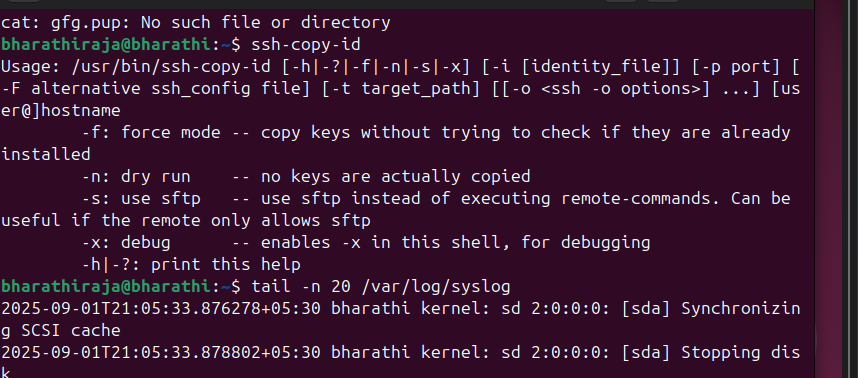 cat: gfg.pup: No such file or directory
bharathiraja@bharathi:~$ ssh-copy-id
Usage: /usr/bin/ssh-copy-id [-h|-?|-f|-n|-s|-x] [-i [identity_file]] [-p port] [
-F alternative ssh_config file] [-t target_path] [[-o <ssh -o options>] ...] [us
er@]hostname
        -f: force mode -- copy keys without trying to check if they are already
installed
        -n: dry run    -- no keys are actually copied
        -s: use sftp   -- use sftp instead of executing remote-commands. Can be
useful if the remote only allows sftp
        -x: debug      -- enables -x in this shell, for debugging
        -h|-?: print this help
bharathiraja@bharathi:~$ tail -n 20 /var/log/syslog
2025-09-01T21:05:33.876278+05:30 bharathi kernel: sd 2:0:0:0: [sda] Synchronizin
g SCSI cache
2025-09-01T21:05:33.878802+05:30 bharathi kernel: sd 2:0:0:0: [sda] Stopping dis
k